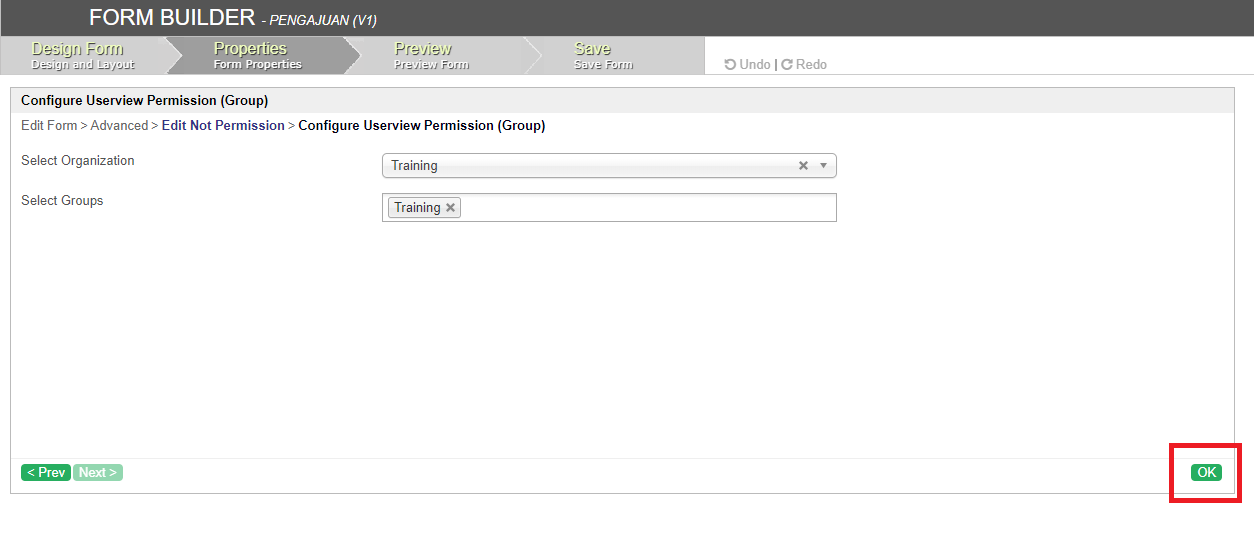 FORM BUILDER - PENGAJUAN (V1)
Design Form
Design and Layout
Properties
Form Properties
Preview
Preview Form
Save
Save Form
Undo | Redo
Configure Userview Permission (Group)
Edit Form > Advanced > Edit Not Permission > Configure Userview Permission (Group)
Select Organization
Training
Select Groups
Training
< Prev Next > OK